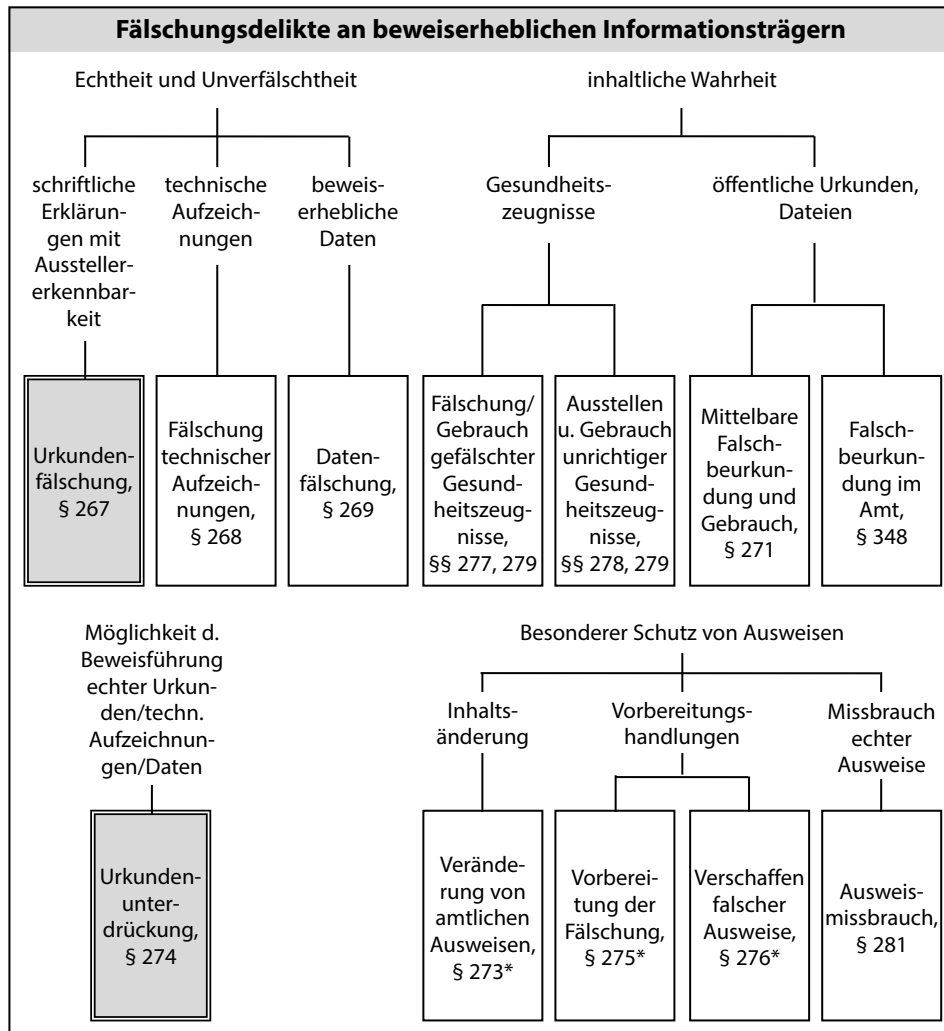 Fälschungsdelikte an beweiserheblichen Informationsträgern
Echtheit und Unverfälschtheit
schriftliche
Erklärun-
gen mit
Aussteller-
erkennbar-
keit
technische
Aufzeich-
nungen
beweis-
erhebliche
Daten
Urkunden-
fälschung,
§ 267
Fälschung
technischer
Aufzeich-
nungen,
§ 268
Daten-
fälschung,
§ 269
inhaltliche Wahrheit
Gesundheits-
zeugnisse
öffentliche Urkunden,
Dateien
Fälschung/
Gebrauch
gefälschter
Gesund-
heitszeug-
nisse,
§§ 277, 279
Ausstellen
u. Gebrauch
unrichtiger
Gesund-
heitszeug-
nisse,
§§ 278, 279
Mittelbare
Falsch-
beurkun-
dung und
Gebrauch,
§ 271
Falsch-
beurkun-
dung im
Amt,
§ 348
Möglichkeit d.
Beweisführung
echter Urkun-
den/techn.
Aufzeichnun-
gen/Daten
Urkunden-
unter-
drückung,
§ 274
Besonderer Schutz von Ausweisen
Inhalts-
änderung
Vorbereitungs-
handlungen
Missbrauch
echter
Ausweise
Verände-
rung von
amtlichen
Ausweisen,
§ 273*
Vorberei-
tung der
Fälschung,
§ 275*
Verschaffen
falscher
Ausweise,
§ 276*
Ausweis-
missbrauch,
§ 281